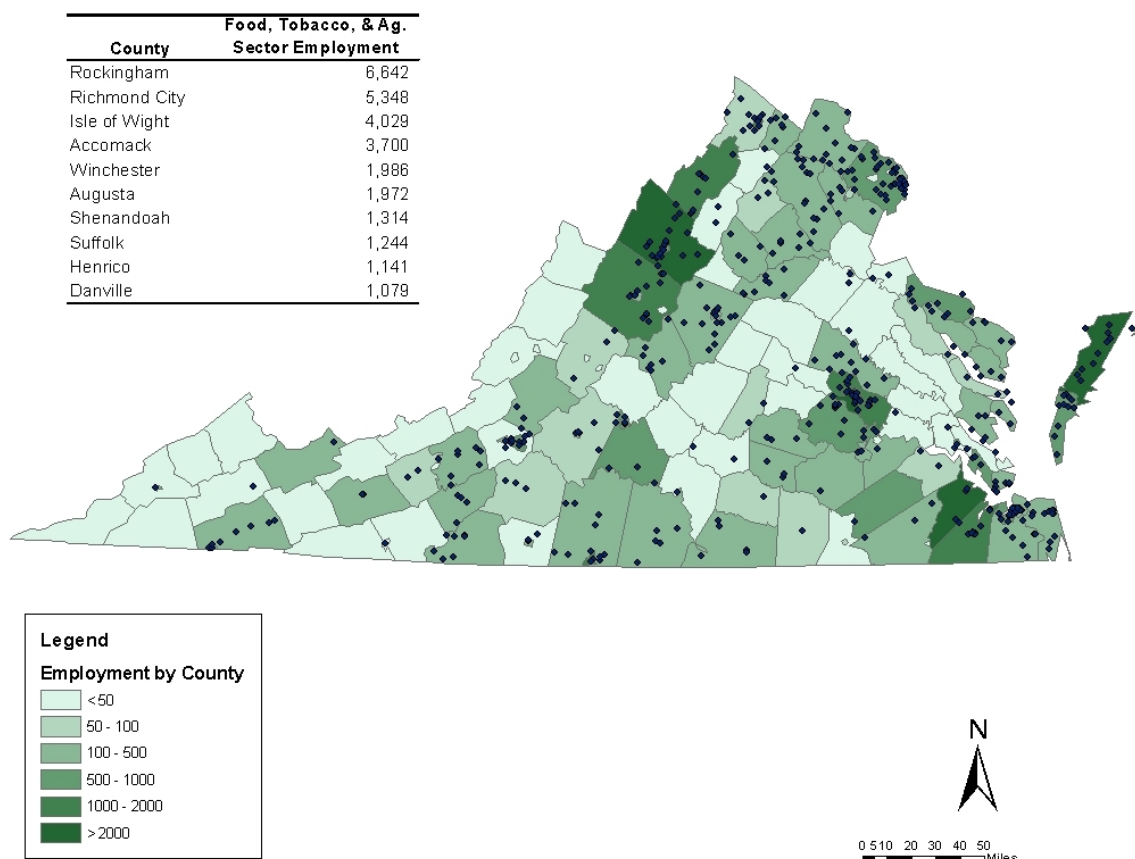 Food, Tobacco, & Ag.
County Sector Employment
Rockingham 6,642
Richmond City 5,348
Isle of Wight 4,029
Accomack 3,700
Winchester 1,986
Augusta 1,972
Shenandoah 1,314
Suffolk 1,244
Henrico 1,141
Danville 1,079
Legend
Employment by County
<50
50 - 100
100 - 500
500 - 1000
1000 - 2000
>2000
N
0 5 10 20 30 40 50
Miles